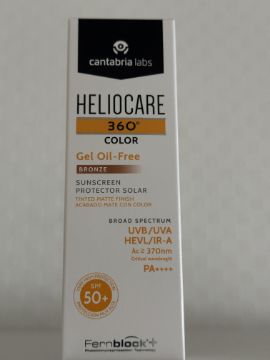 cantabria labs
HELIOCARE
360°
COLOR
Gel Oil-Free
BRONZE
SUNSCREEN
PROTECTOR SOLAR
TINTED MATTE FINISH
ACABADO MATE CON COLOR
BROAD SPECTRUM
UVB/UVA
HEVL/IR-A
λc ≥ 370nm
Critical wavelength
PA++++
SPF
50+
Fernblock®+